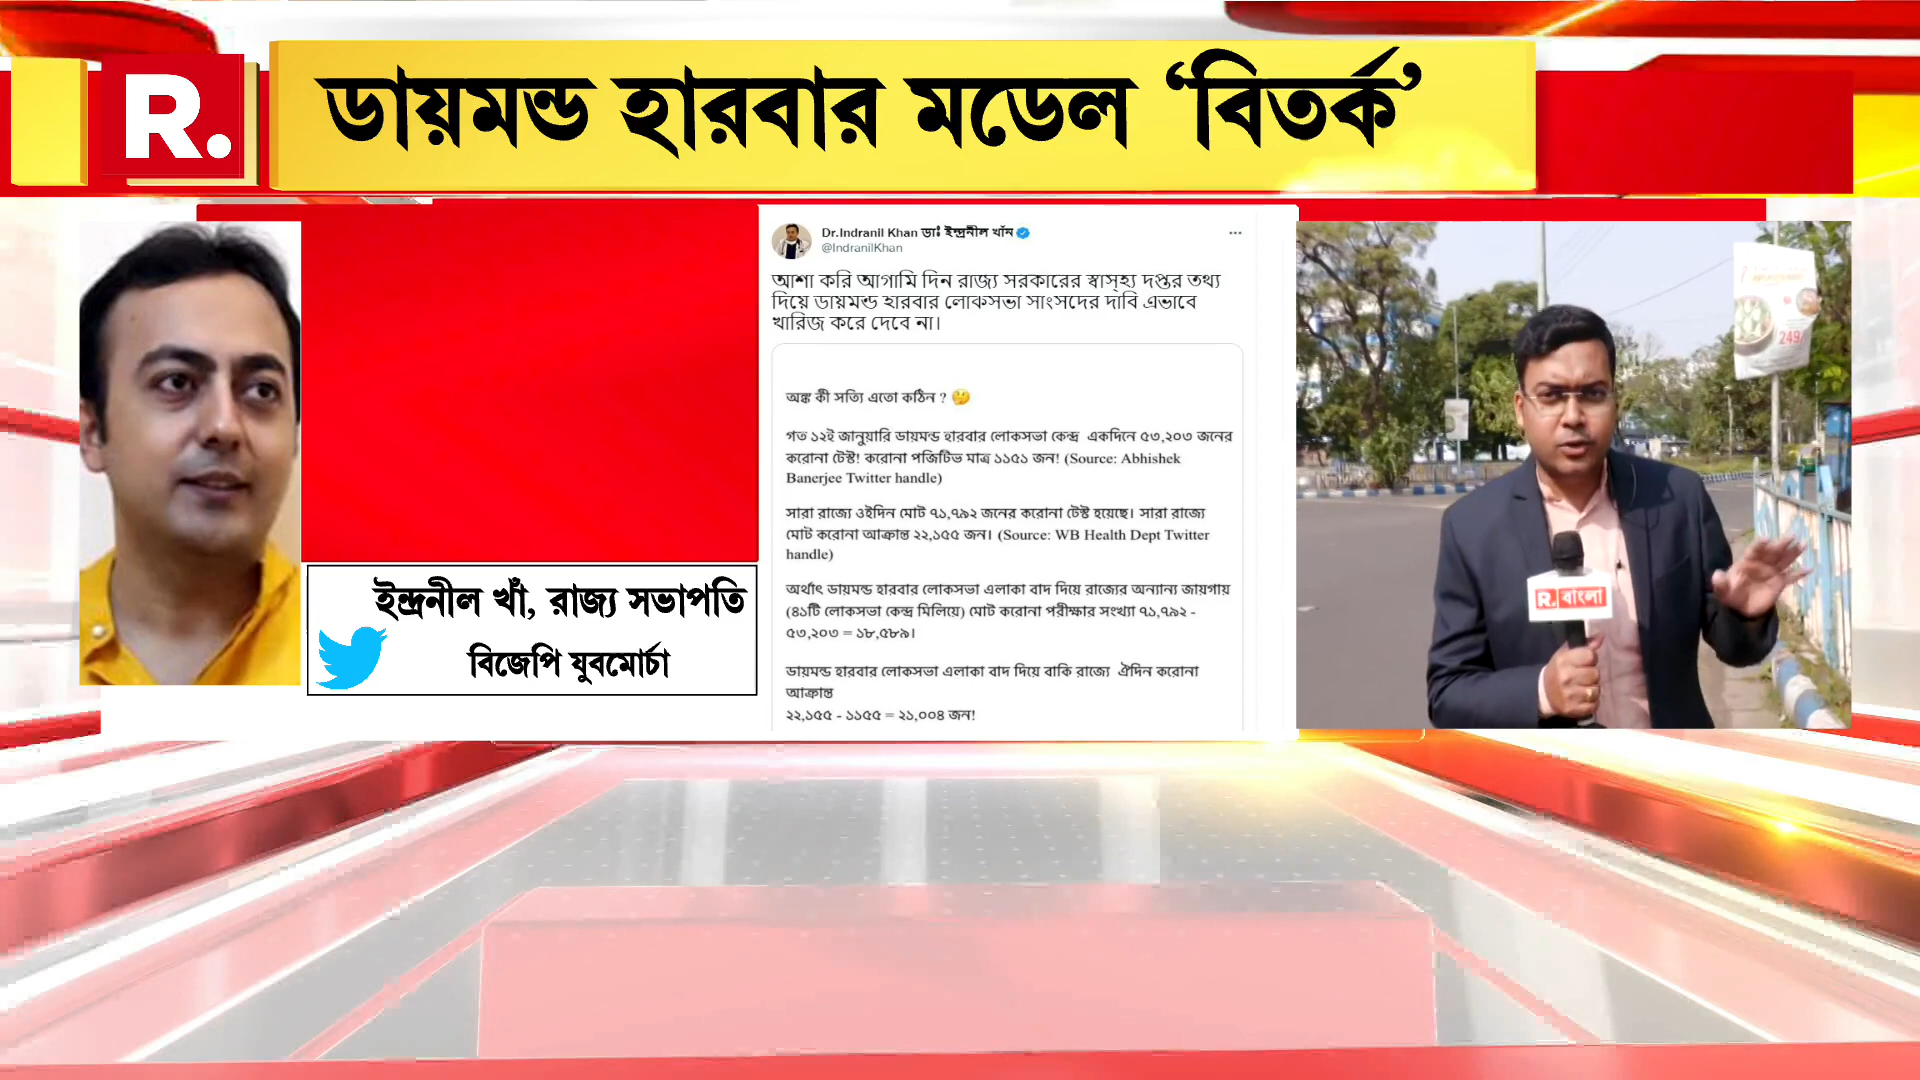 R.
ডায়মন্ড হারবার মডেল ‘বিতর্ক’
Dr.Indranil Khan ডাঃ ইন্দ্রনীল খাঁন
@IndranilKhan
আশা করি আগামি দিন রাজ্য সরকারের স্বাস্হ্য দপ্তর তথ্য
দিয়ে ডায়মন্ড হারবার লোকসভা সাংসদের দাবি এভাবে
খারিজ করে দেবে না।
অঙ্ক কী সত্যি এতো কঠিন ? 🤔
গত ১২ই জানুয়ারি ডায়মন্ড হারবার লোকসভা কেন্দ্র একদিনে ৫৩,২০৩ জনের
করোনা টেস্ট! করোনা পজিটিভ মাত্র ১১৫১ জন! (Source: Abhishek
Banerjee Twitter handle)
সারা রাজ্যে ওইদিন মোট ৭১,৭৯২ জনের করোনা টেস্ট হয়েছে। সারা রাজ্যে
মোট করোনা আক্রান্ত ২২,১৫৫ জন। (Source: WB Health Dept Twitter
handle)
অর্থাৎ ডায়মন্ড হারবার লোকসভা এলাকা বাদ দিয়ে রাজ্যের অন্যান্য জায়গায়
(৪১টি লোকসভা কেন্দ্র মিলিয়ে) মোট করোনা পরীক্ষার সংখ্যা ৭১,৭৯২ -
৫৩,২০৩ = ১৮,৫৮৯।
ডায়মন্ড হারবার লোকসভা এলাকা বাদ দিয়ে বাকি রাজ্যে ঐদিন করোনা
আক্রান্ত
২২,১৫৫ - ১১৫৫ = ২১,০০৪ জন!
ইন্দ্রনীল খাঁ, রাজ্য সভাপতি
বিজেপি যুবমোর্চা
R. বাংলা
249/